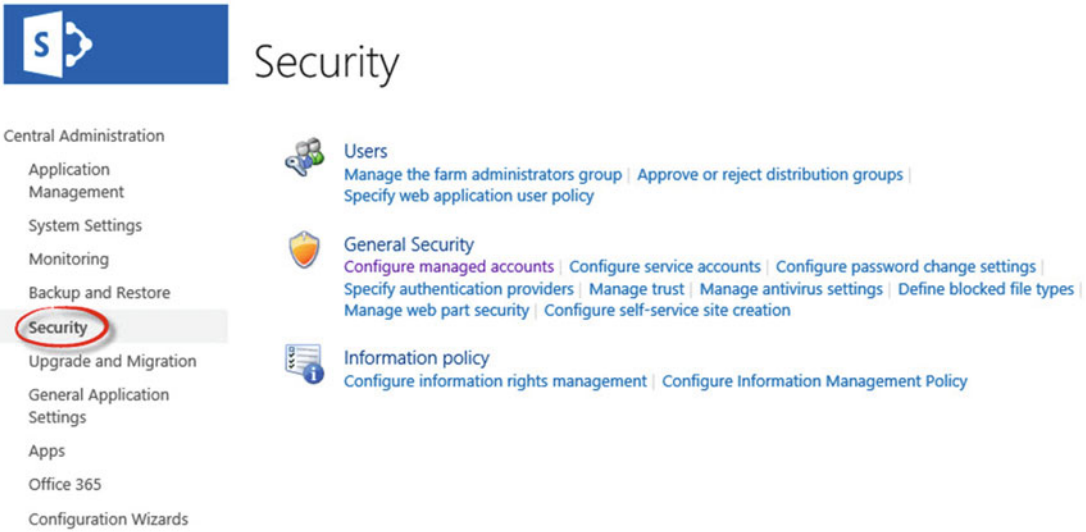 S
Security
Central Administration
Application
Management
System Settings
Monitoring
Backup and Restore
Security
Upgrade and Migration
General Application
Settings
Apps
Office 365
Configuration Wizards
Users
Manage the farm administrators group | Approve or reject distribution groups |
Specify web application user policy
General Security
Configure managed accounts | Configure service accounts | Configure password change settings |
Specify authentication providers | Manage trust | Manage antivirus settings | Define blocked file types |
Manage web part security | Configure self-service site creation
Information policy
Configure information rights management | Configure Information Management Policy